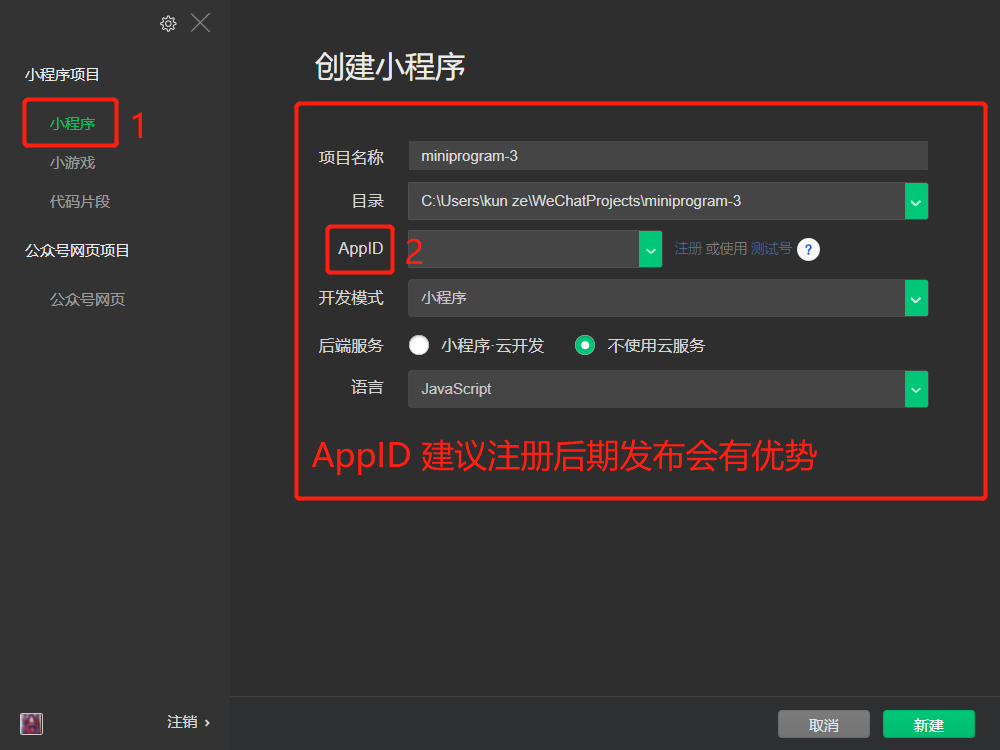 小程序项目
小程序 1
小游戏
代码片段
公众号网页项目
公众号网页
注销
创建小程序
项目名称 miniprogram-3
目录 C:\Users\kun ze\WeChatProjects\miniprogram-3
AppID 2 注册 或使用 测试号 ?
开发模式 小程序
后端服务 小程序·云开发 不使用云服务
语言 JavaScript
AppID 建议注册后期发布会有优势
取消 新建